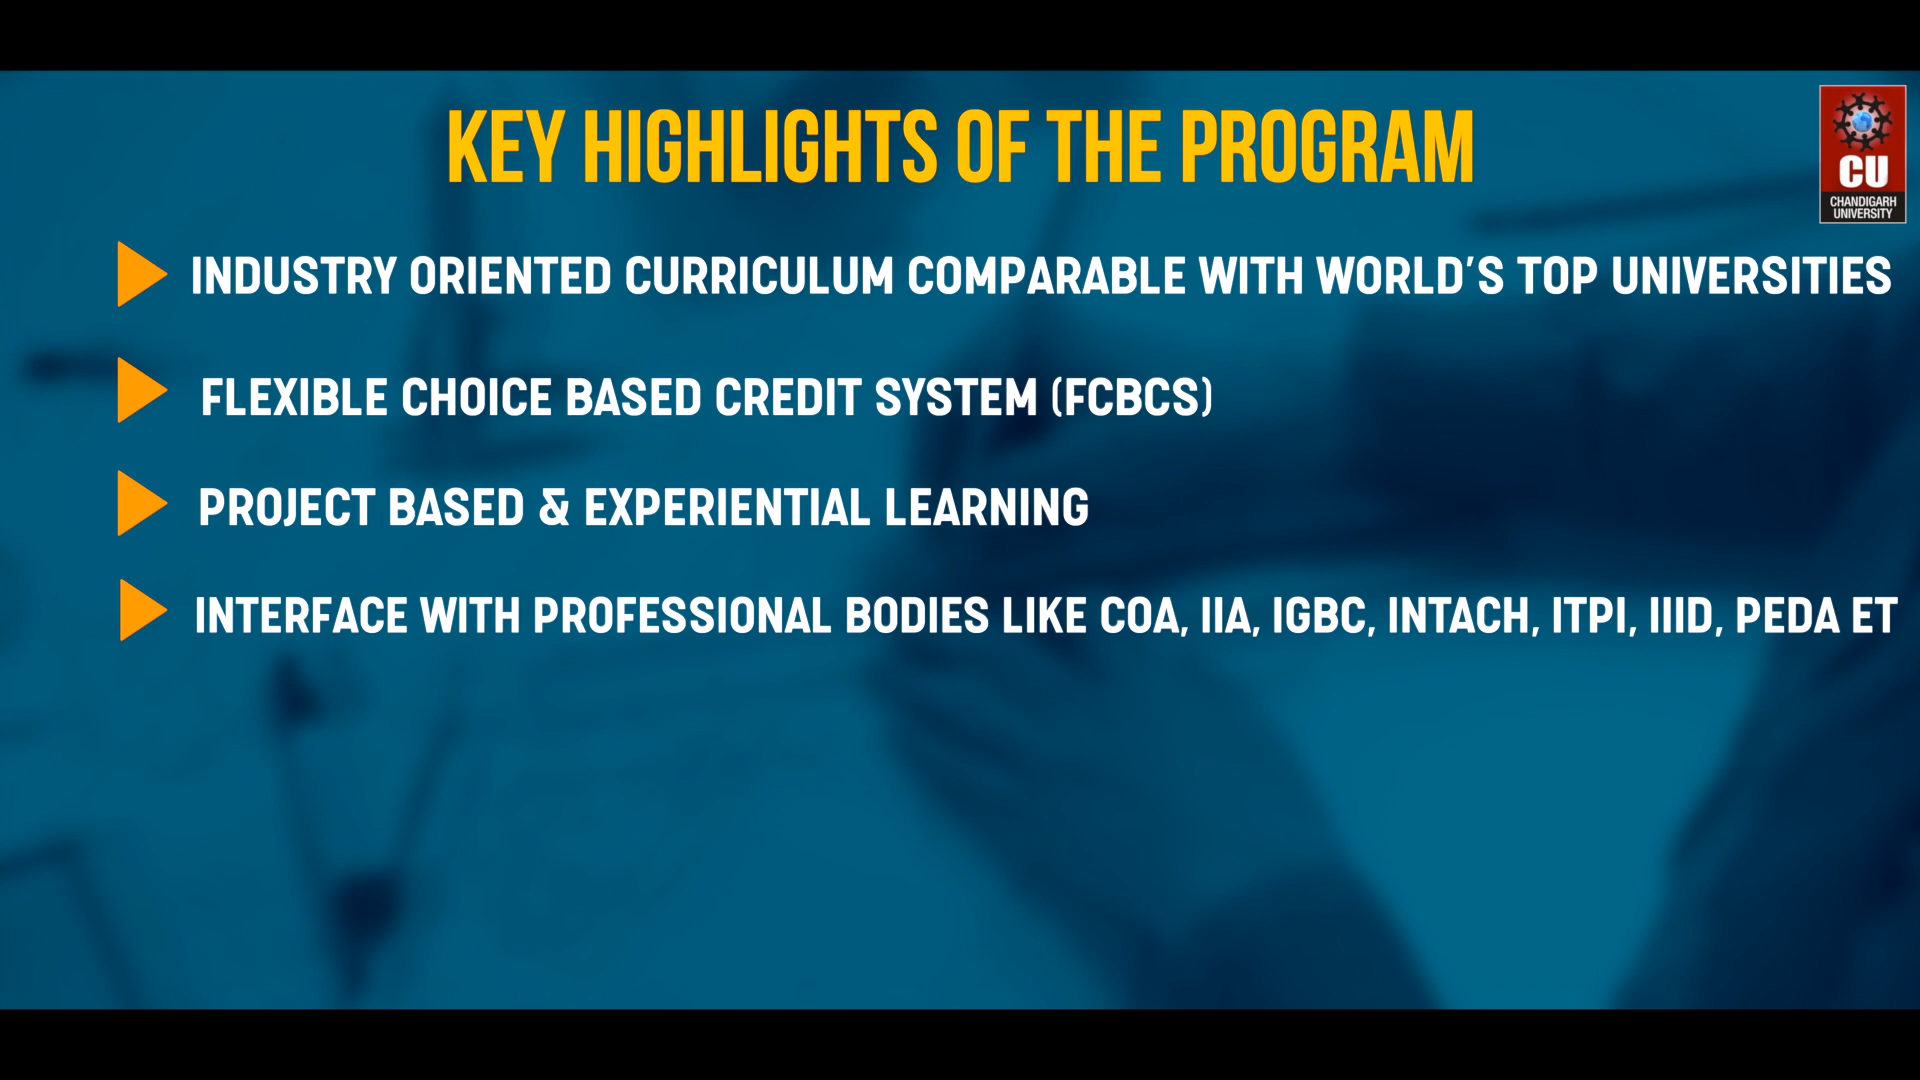 KEY HIGHLIGHTS OF THE PROGRAM
CU
CHANDIGARH
UNIVERSITY
INDUSTRY ORIENTED CURRICULUM COMPARABLE WITH WORLD'S TOP UNIVERSITIES
FLEXIBLE CHOICE BASED CREDIT SYSTEM (FCBCS)
PROJECT BASED & EXPERIENTIAL LEARNING
INTERFACE WITH PROFESSIONAL BODIES LIKE COA, IIA, IGBC, INTACH, ITPI, IIID, PEDA ET